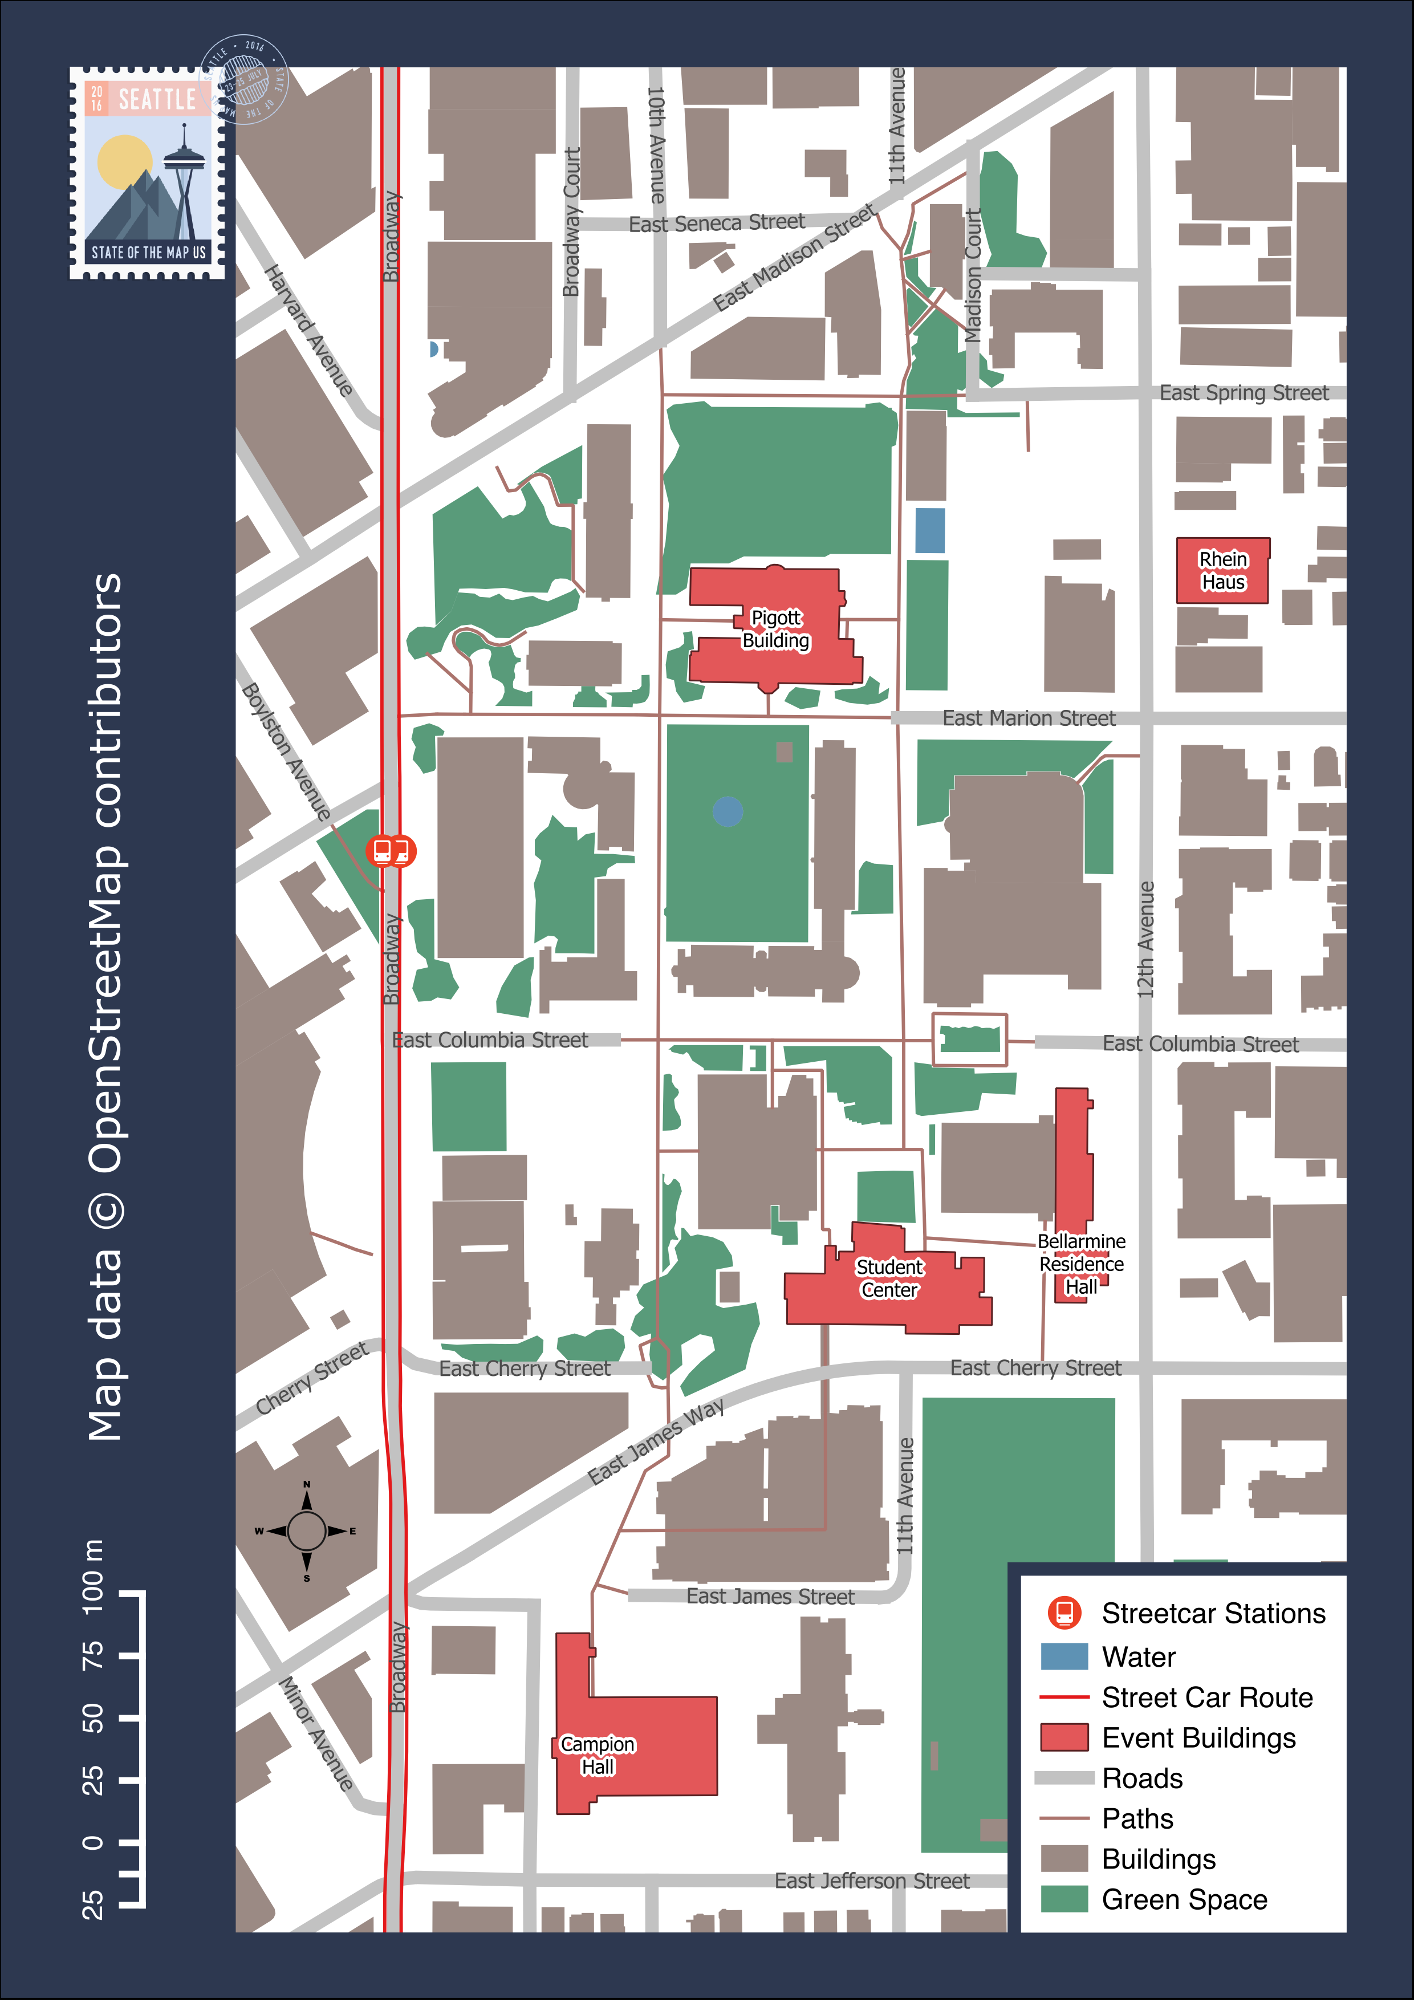 SEATTLE • 2016 • STATE OF THE MAP
23-25 JULY
20
16
SEATTLE
STATE OF THE MAP US
Map data © OpenStreetMap contributors
25 0 25 50 75 100 m
Broadway
Broadway Court
10th Avenue
11th Avenue
East Seneca Street
East Madison Street
Madison Court
Harvard Avenue
East Spring Street
Rhein
Haus
Pigott
Building
East Marion Street
Boylston Avenue
12th Avenue
Broadway
East Columbia Street
East Columbia Street
Bellarmine
Residence
Hall
Student
Center
Cherry Street
East Cherry Street
East Cherry Street
East James Way
11th Avenue
N
W
E
S
East James Street
Broadway
Minor Avenue
Campion
Hall
East Jefferson Street
Streetcar Stations
Water
Street Car Route
Event Buildings
Roads
Paths
Buildings
Green Space